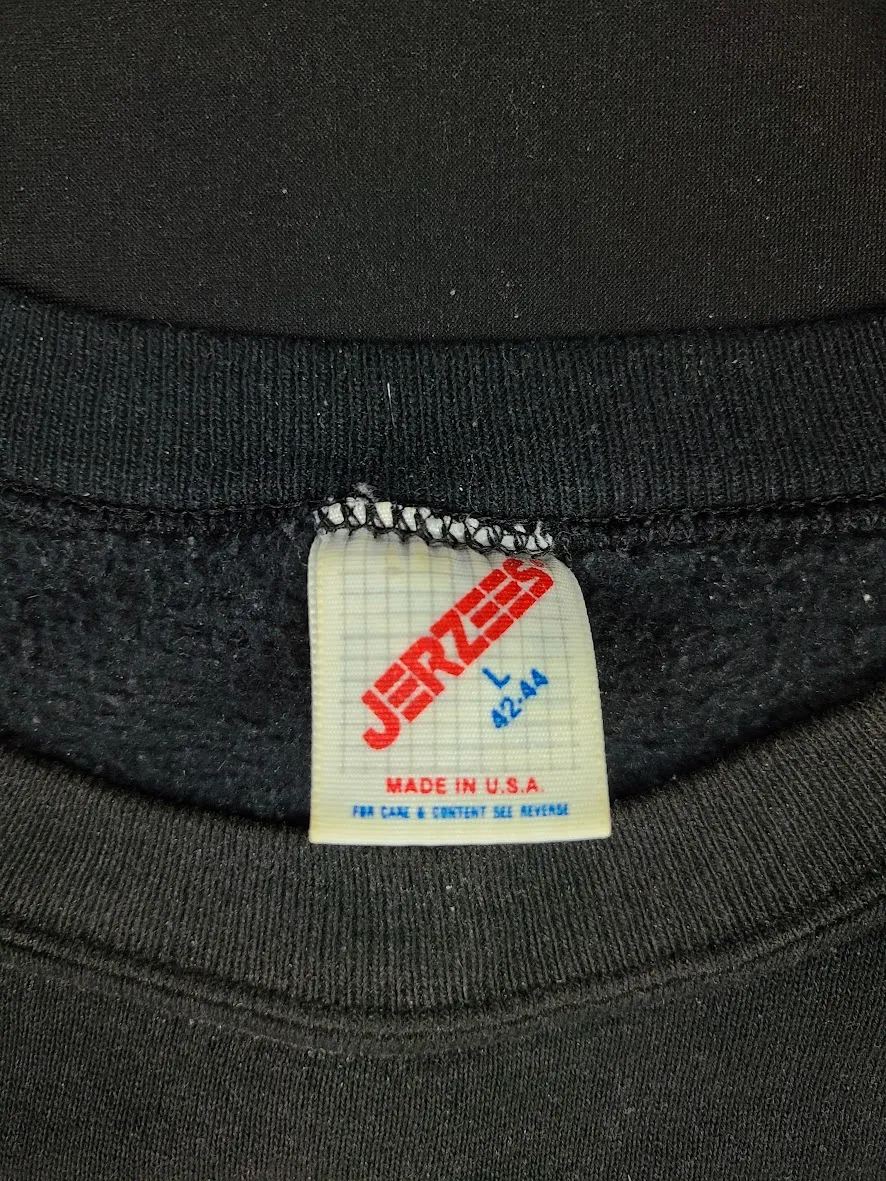 JERZEES
L
42-44
MADE IN U.S.A.
FOR CARE & CONTENT SEE REVERSE